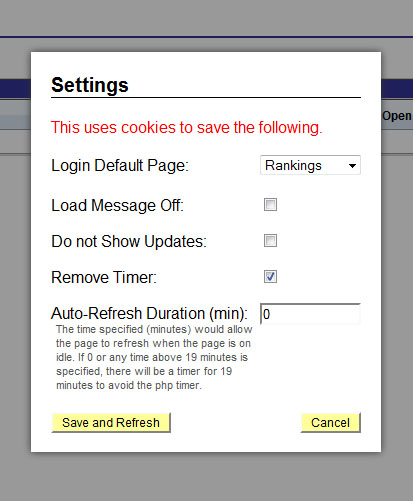 Settings
Open
This uses cookies to save the following.
Login Default Page: Rankings
Load Message Off:
Do not Show Updates:
Remove Timer:
Auto-Refresh Duration (min): 0
The time specified (minutes) would allow
the page to refresh when the page is on
idle. If 0 or any time above 19 minutes is
specified, there will be a timer for 19
minutes to avoid the php timer.
Save and Refresh Cancel